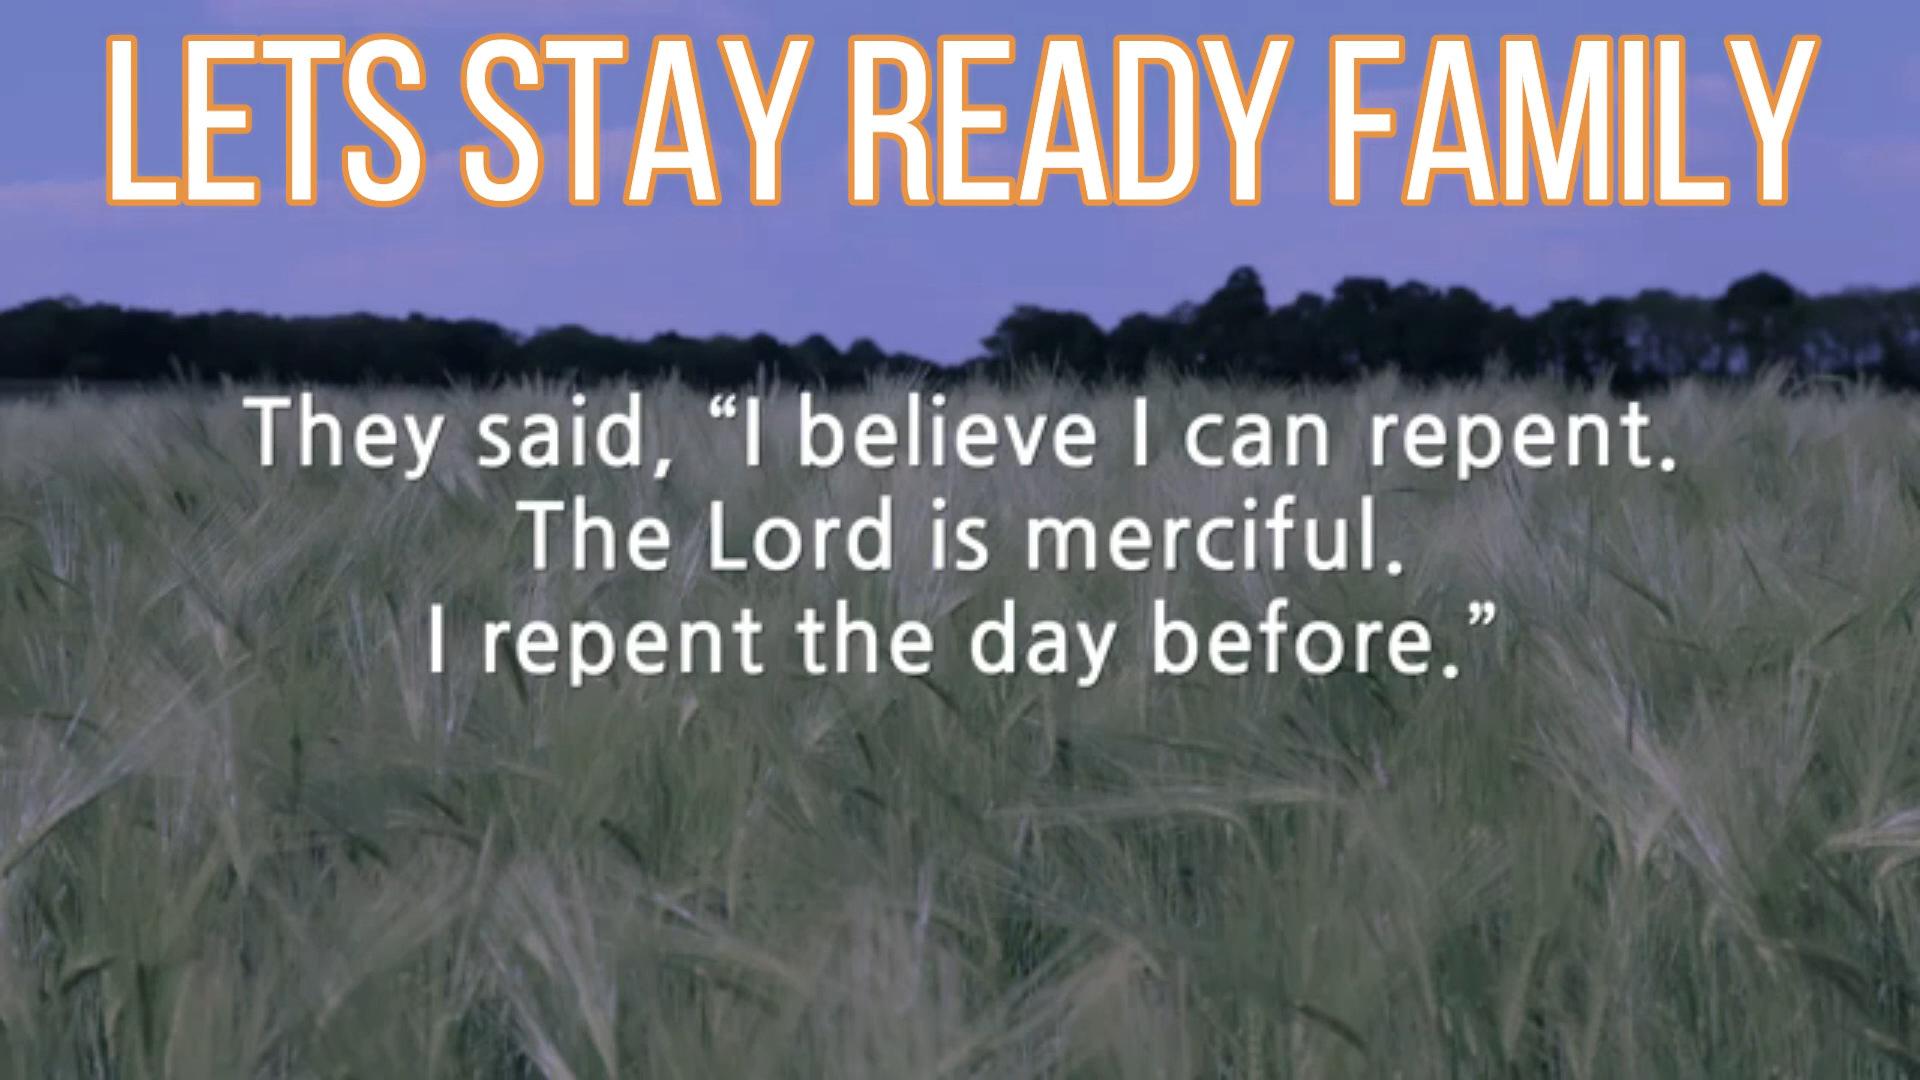 LETS STAY READY FAMILY
They said, “I believe I can repent.
The Lord is merciful.
I repent the day before.”